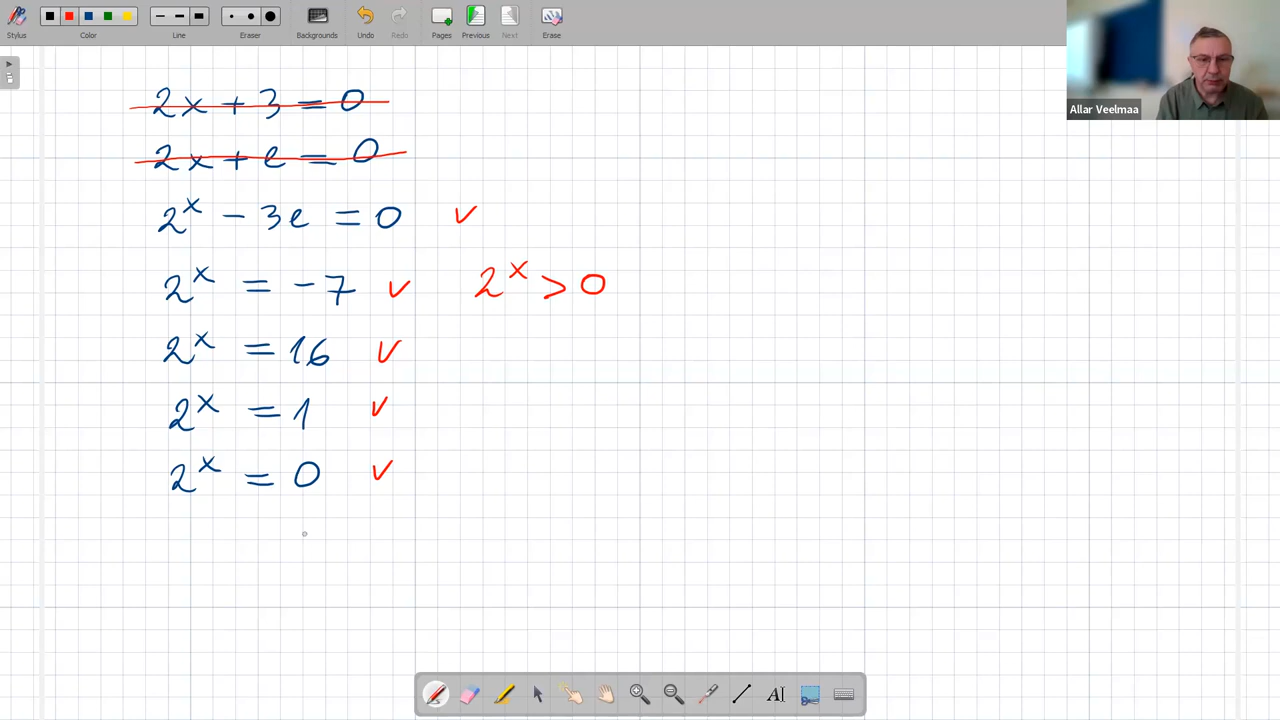 Stylus Color Line Eraser Backgrounds Undo Redo Pages Previous Next Erase
Allar Veelmaa
2x + 3 = 0
2x + e = 0
2^x - 3e = 0 v
2^x = -7 v 2^x > 0
2^x = 16 v
2^x = 1 v
2^x = 0 v